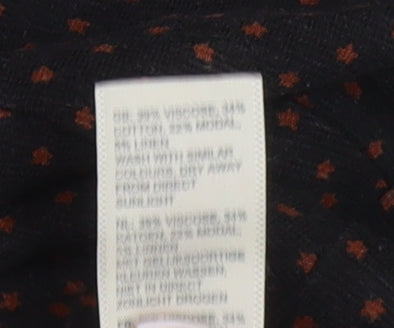 GB: 39% VISCOSE, 34%
COTTON, 22% MODAL,
5% LINEN
WASH WITH SIMILAR
COLOURS, DRY AWAY
FROM DIRECT
SUNLIGHT
NL: 39% VISCOSE, 34%
KATOEN, 22% MODAL,
5% LINNEN
MET GELIJKSOORTIGE
KLEUREN WASSEN,
NIET IN DIRECT
ZONLICHT DROGEN